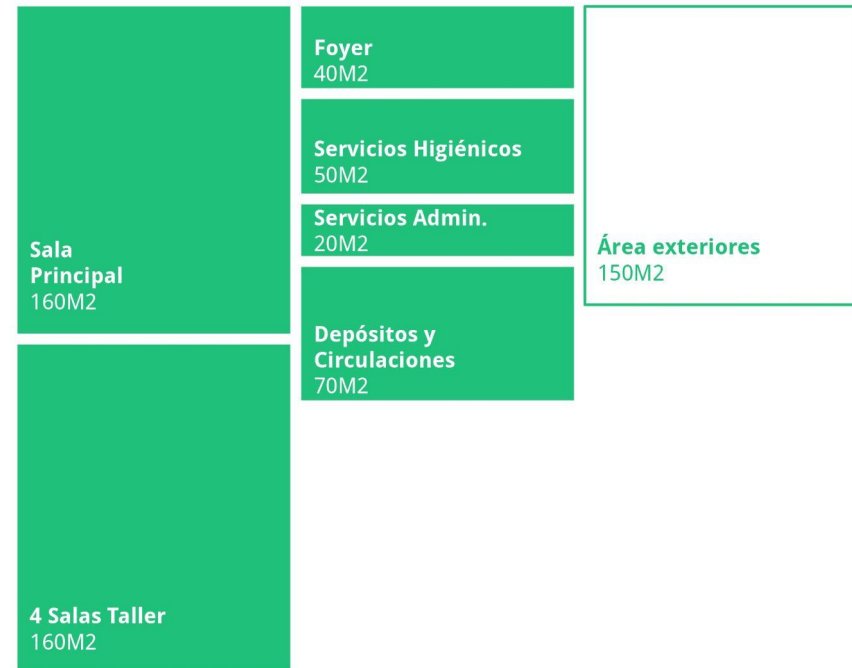 Sala
Principal
160M2
4 Salas Taller
160M2
Foyer
40M2
Servicios Higiénicos
50M2
Servicios Admin.
20M2
Depósitos y
Circulaciones
70M2
Área exteriores
150M2